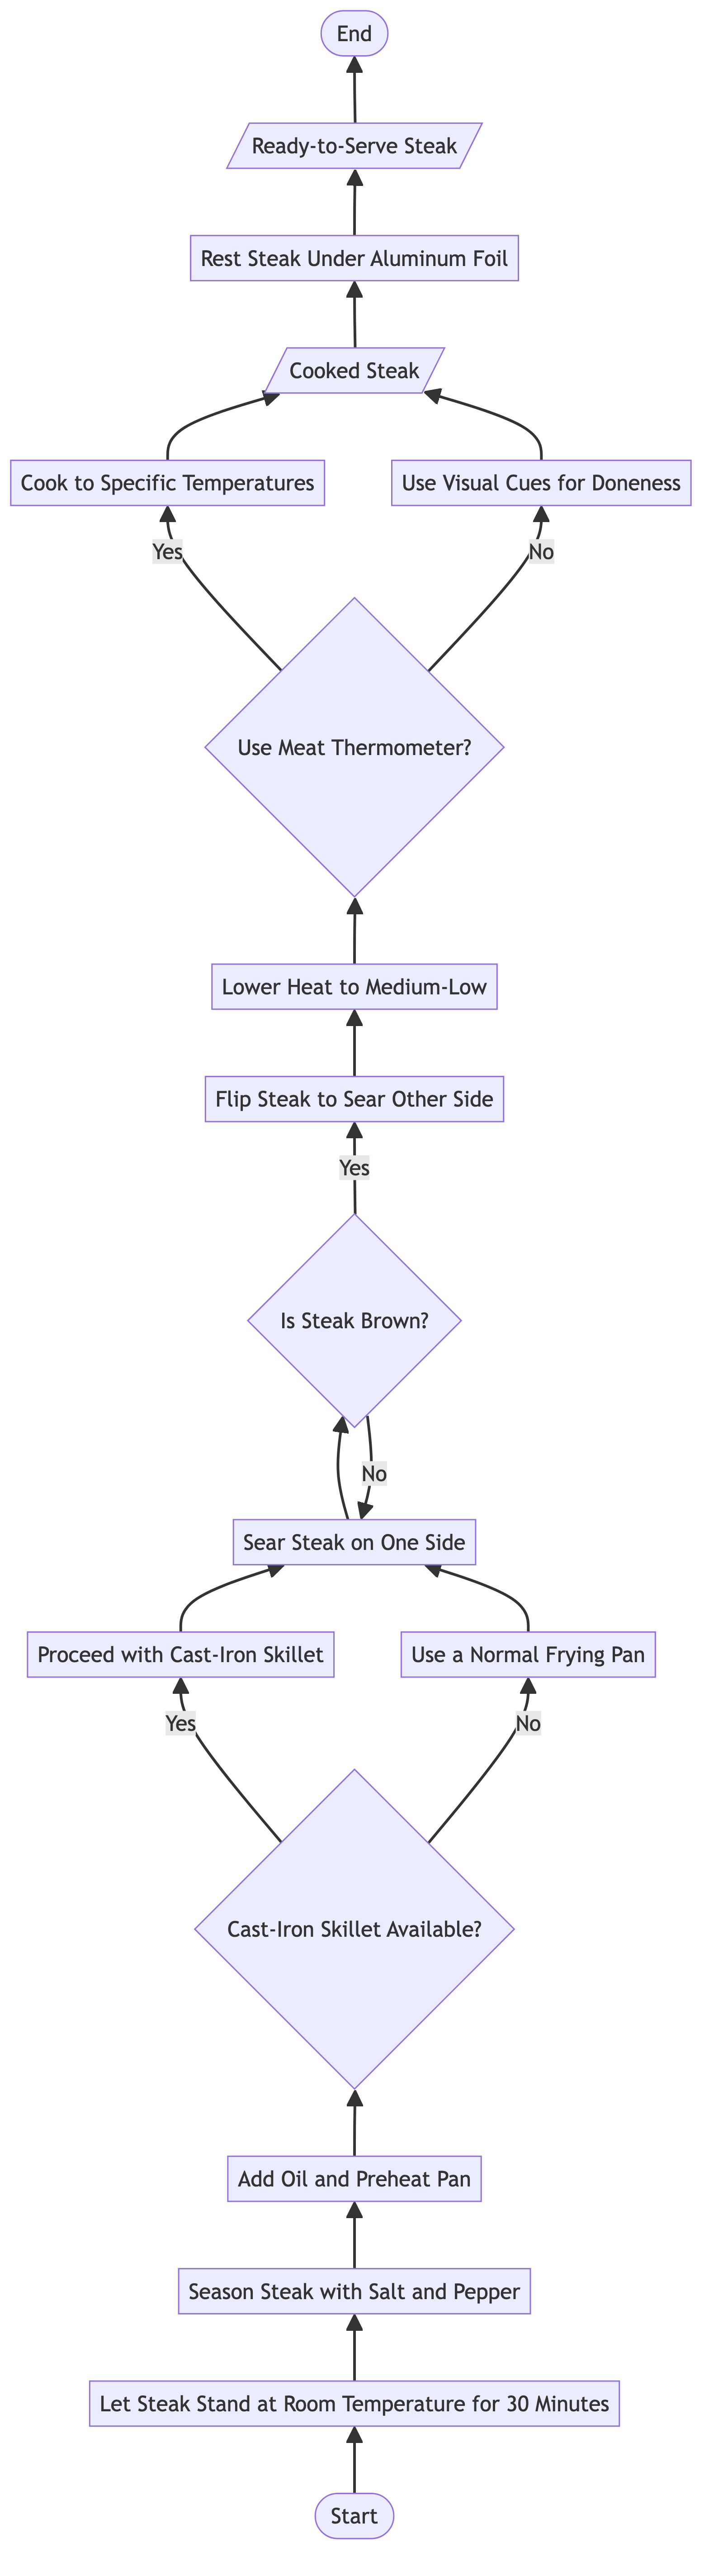 End
Ready-to-Serve Steak
Rest Steak Under Aluminum Foil
Cooked Steak
Cook to Specific Temperatures
Use Visual Cues for Doneness
Yes
No
Use Meat Thermometer?
Lower Heat to Medium-Low
Flip Steak to Sear Other Side
Yes
Is Steak Brown?
No
Sear Steak on One Side
Proceed with Cast-Iron Skillet
Use a Normal Frying Pan
Yes
No
Cast-Iron Skillet Available?
Add Oil and Preheat Pan
Season Steak with Salt and Pepper
Let Steak Stand at Room Temperature for 30 Minutes
Start